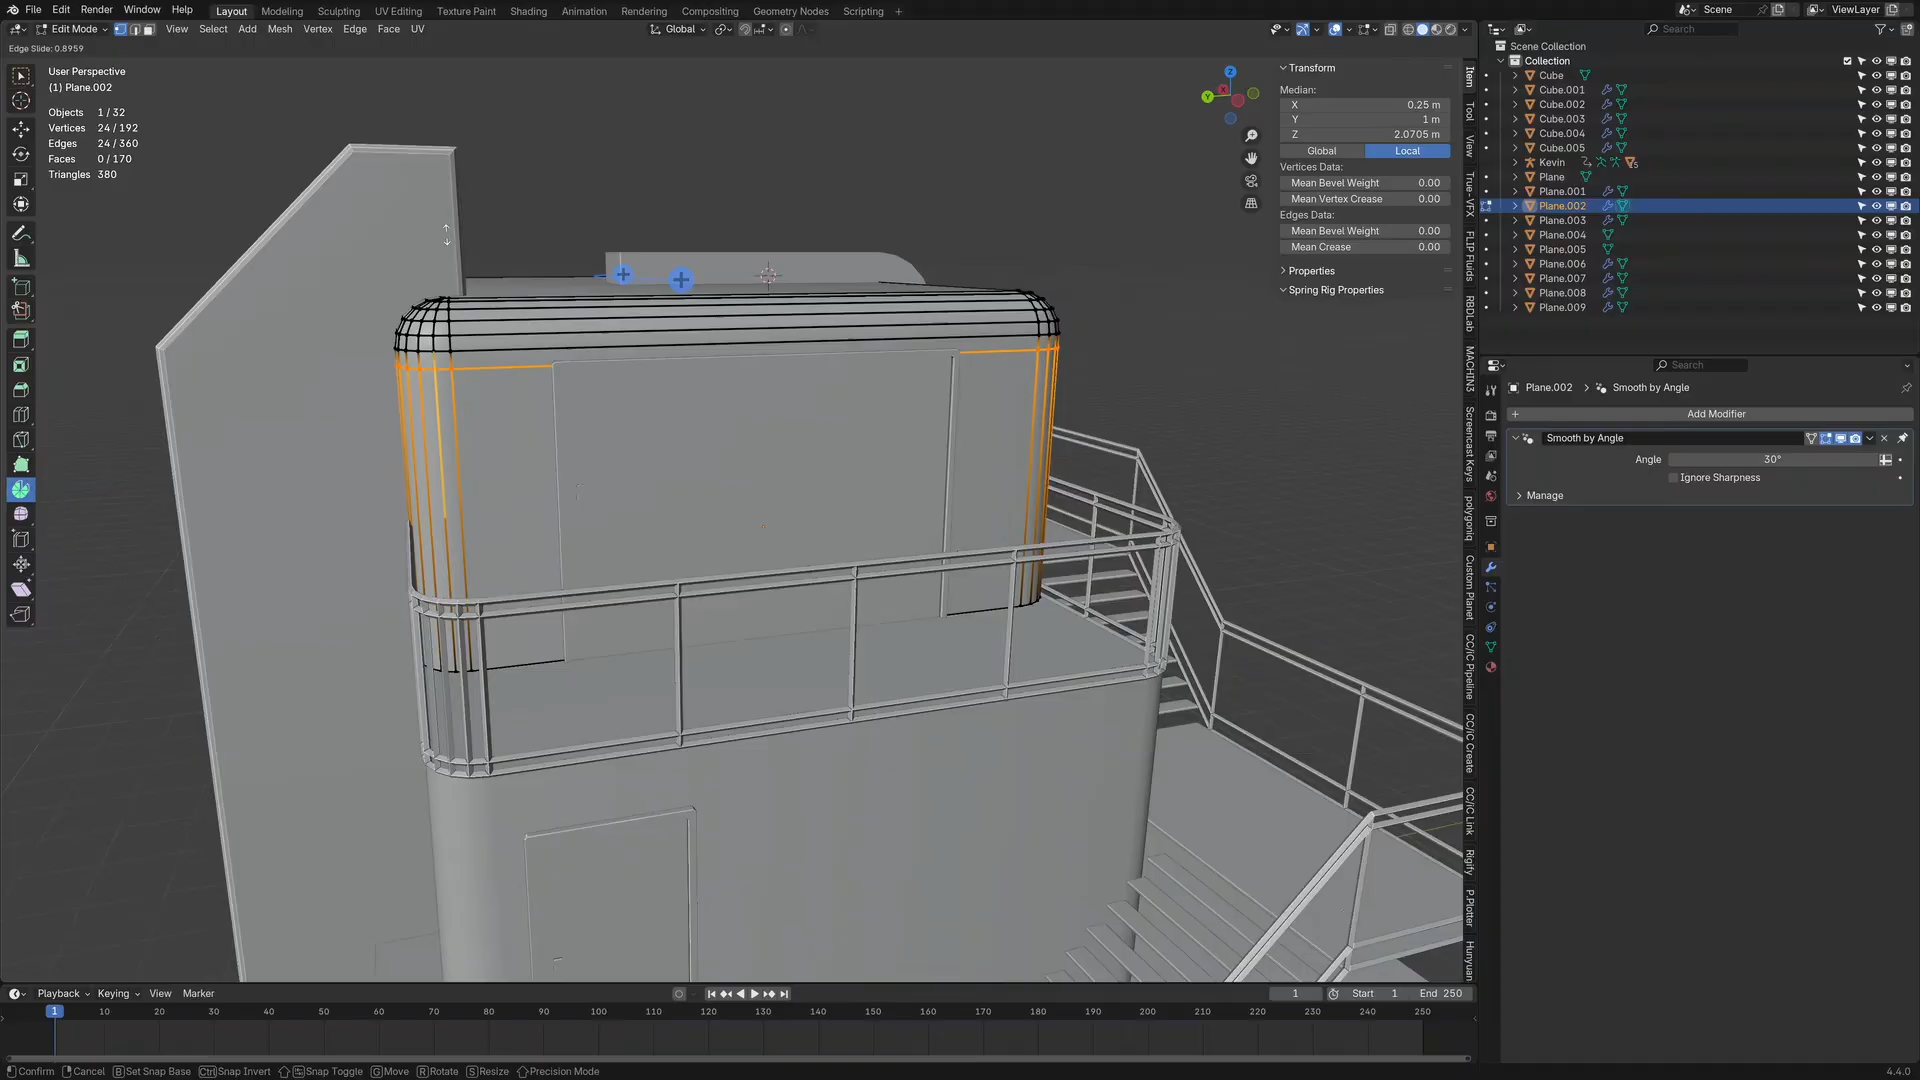 File Edit Render Window Help Layout Modeling Sculpting UV Editing Texture Paint Shading Animation Rendering Compositing Geometry Nodes Scripting +
Scene ViewLayer
Edit Mode View Select Add Mesh Vertex Edge Face UV Global
Search
Edge Slide: 0.8959
User Perspective
(1) Plane.002
Objects 1 / 32
Vertices 24 / 192
Edges 24 / 360
Faces 0 / 170
Triangles 380
Z
Y
X
Transform
Median:
X 0.25 m
Y 1 m
Z 2.0705 m
Global Local
Vertices Data:
Mean Bevel Weight 0.00
Mean Vertex Crease 0.00
Edges Data:
Mean Bevel Weight 0.00
Mean Crease 0.00
Properties
Spring Rig Properties
Item
Tool
View
True-VFX
FLIP Fluids
RBDLab
MACHIN3
Screencast Keys
polygoniq
Custom Planet
CC/iC Pipeline
CC/iC Create
CC/iC Link
Rigify
P.Plotter
Hunyuan
Scene Collection
Collection
Cube
Cube.001
Cube.002
Cube.003
Cube.004
Cube.005
Kevin
Plane
Plane.001
Plane.002
Plane.003
Plane.004
Plane.005
Plane.006
Plane.007
Plane.008
Plane.009
Search
Plane.002 > Smooth by Angle
+ Add Modifier
Smooth by Angle
Angle 30°
Ignore Sharpness
Manage
Playback Keying View Marker 1 Start 1 End 250
1 10 20 30 40 50 60 70 80 90 100 110 120 130 140 150 160 170 180 190 200 210 220 230 240 250
Confirm Cancel B Set Snap Base Ctrl Snap Invert Snap Toggle G Move R Rotate S Resize Precision Mode 4.4.0